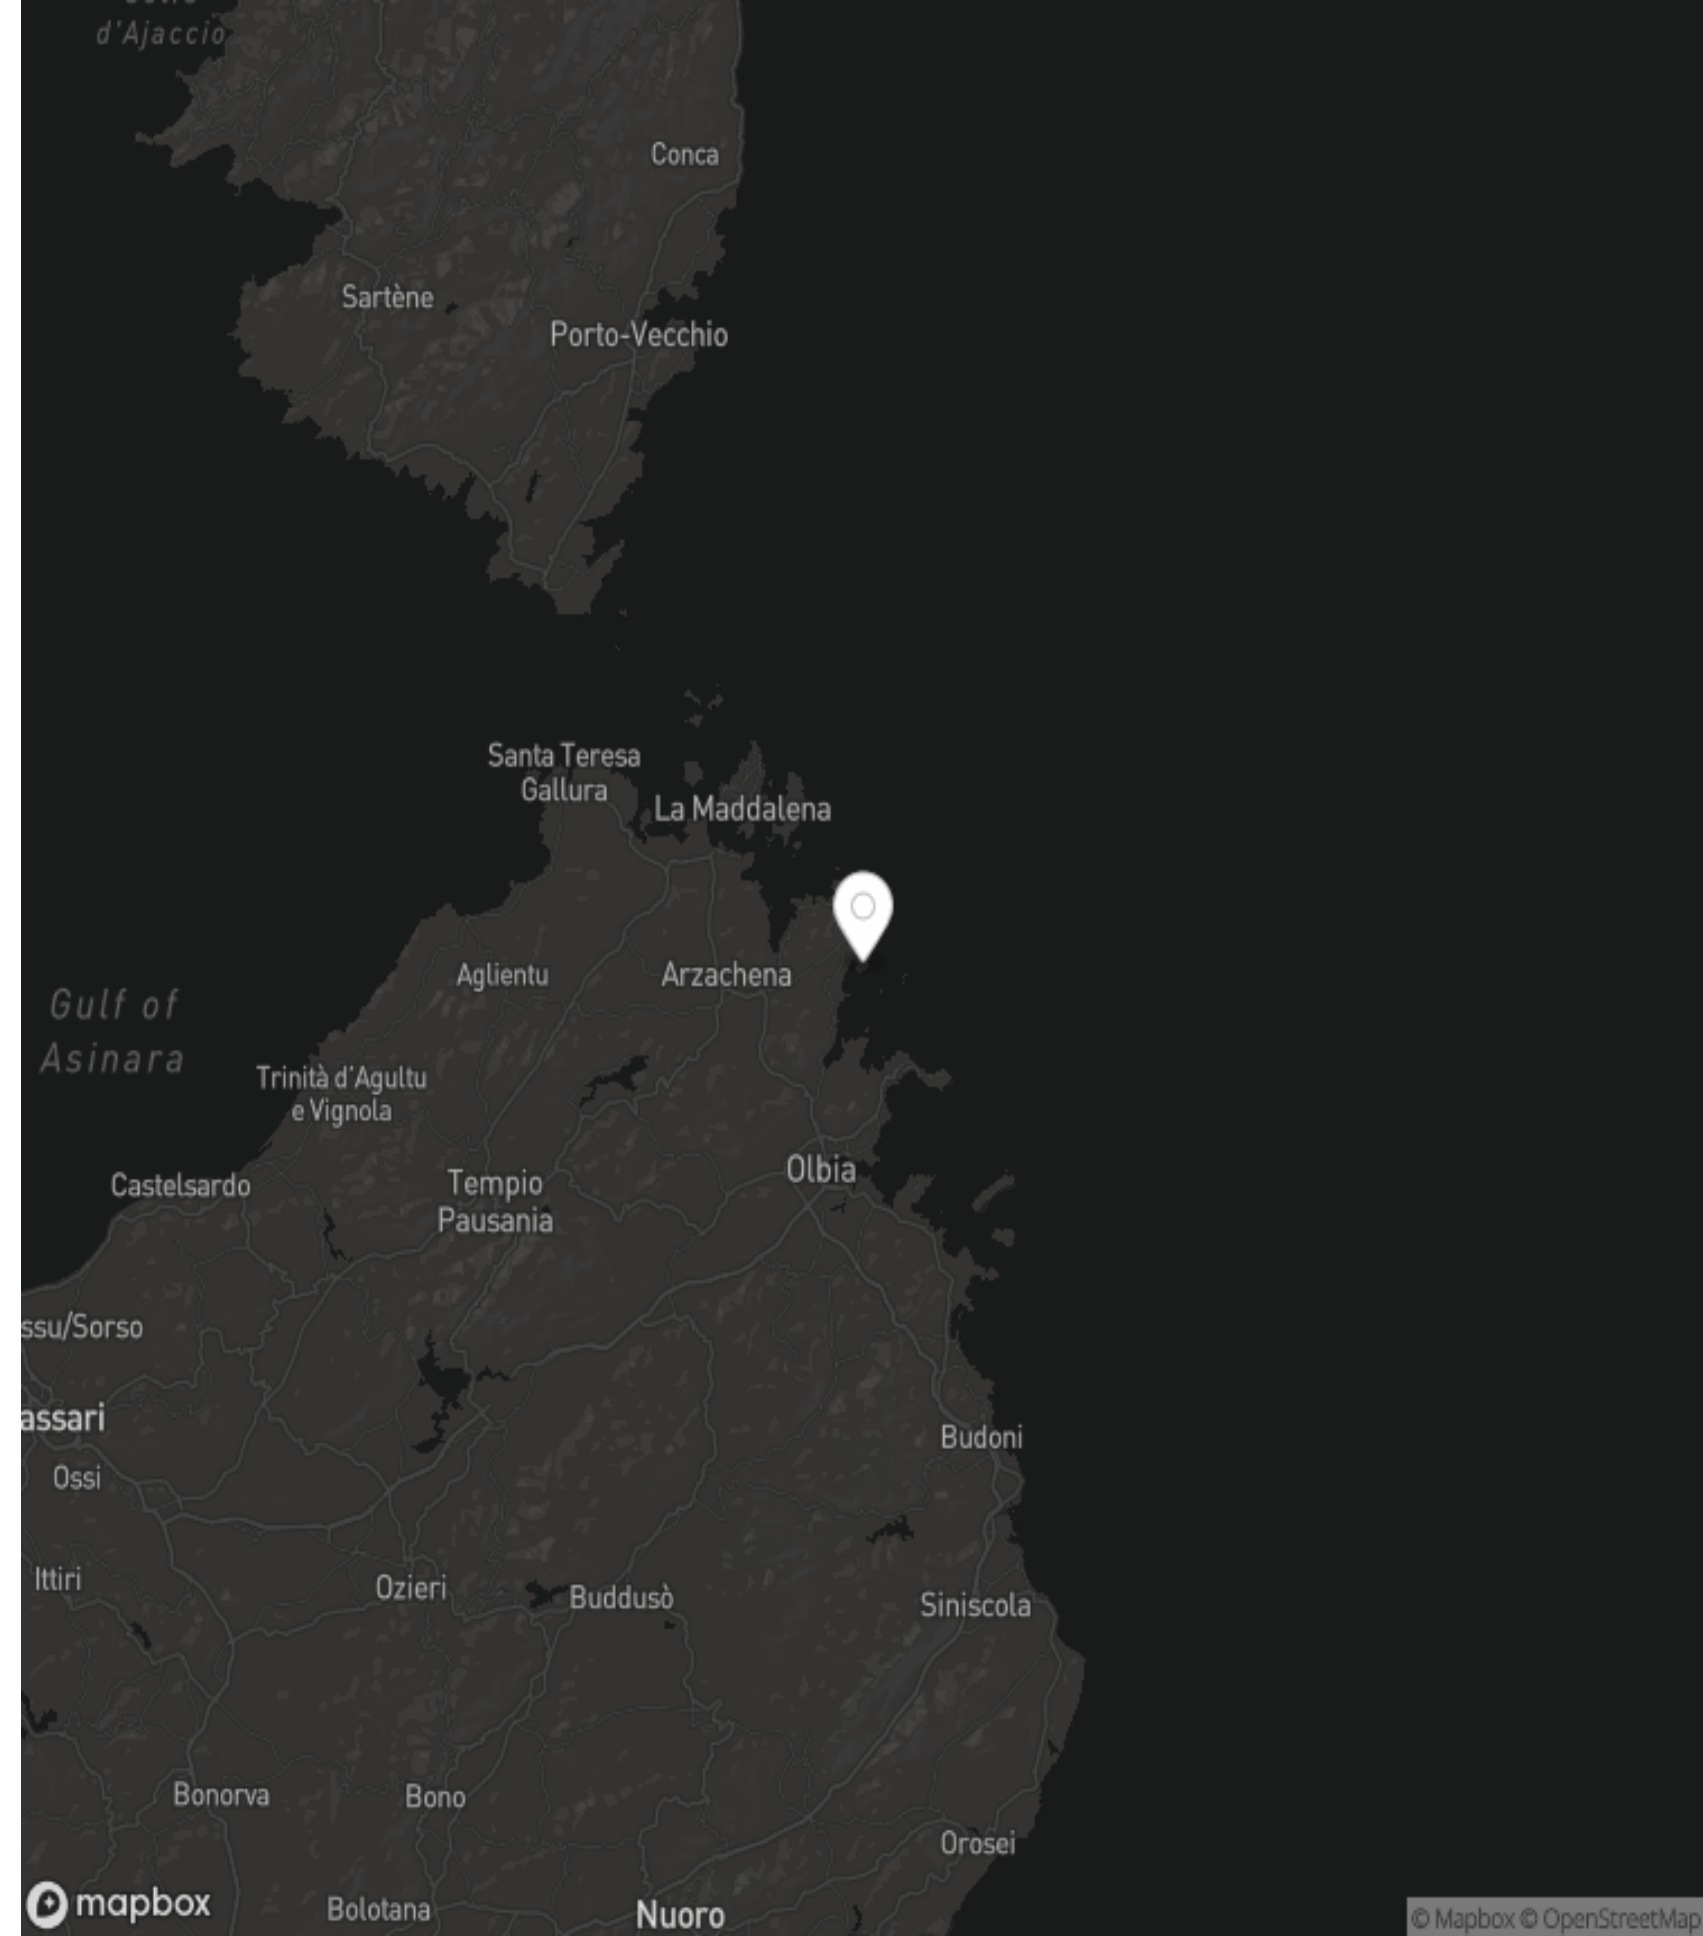 d'Ajaccio
Conca
Sartène
Porto-Vecchio
Santa Teresa
Gallura
La Maddalena
Aglientu
Arzachena
Gulf of
Asinara
Trinità d'Agultu
e Vignola
Olbia
Castelsardo
Tempio
Pausania
ssu/Sorso
assari
Budoni
Ossi
Ittiri
Ozieri
Buddusò
Siniscola
Bonorva
Bono
Orosei
mapbox
Bolotana
Nuoro
© Mapbox © OpenStreetMap